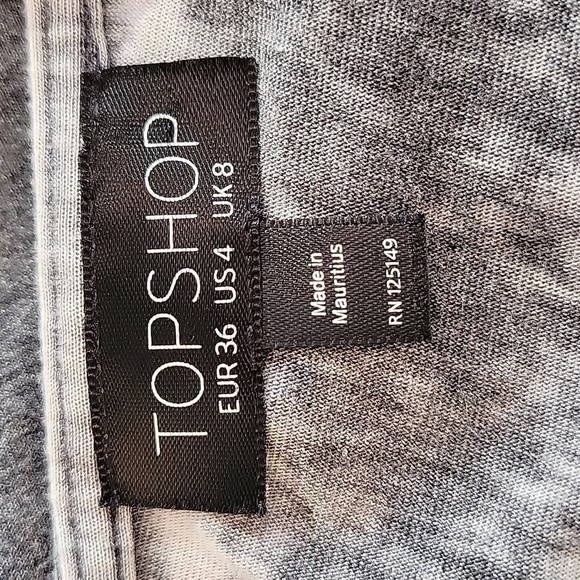 TOPSHOP
EUR 36 US 4 UK 8
Made in
Mauritius
RN 125149